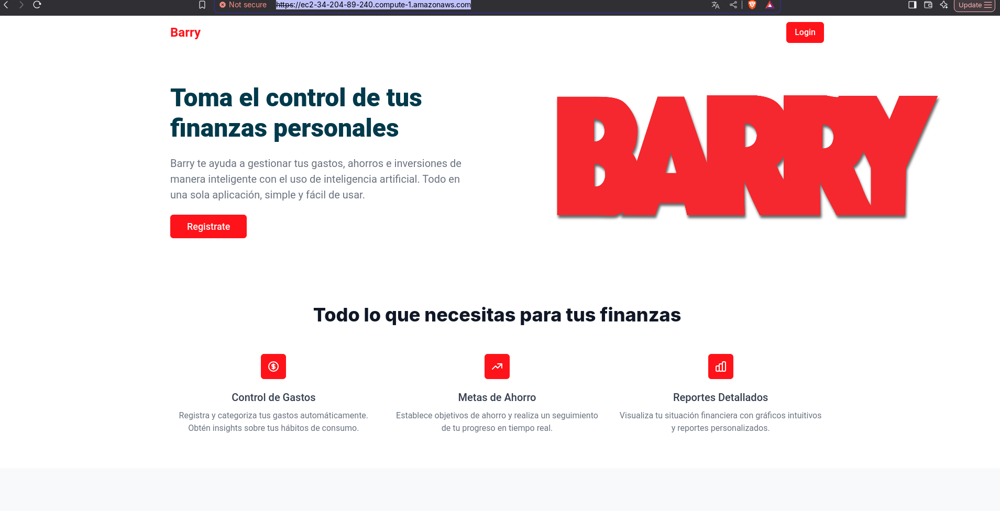 Not secure
https://ec2-34-204-89-240.compute-1.amazonaws.com
Update
Barry
Login
Toma el control de tus
finanzas personales
BARRY
Barry te ayuda a gestionar tus gastos, ahorros e inversiones de
manera inteligente con el uso de inteligencia artificial. Todo en
una sola aplicación, simple y fácil de usar.
Registrate
Todo lo que necesitas para tus finanzas
Control de Gastos
Registra y categoriza tus gastos automáticamente.
Obtén insights sobre tus hábitos de consumo.
Metas de Ahorro
Establece objetivos de ahorro y realiza un seguimiento
de tu progreso en tiempo real.
Reportes Detallados
Visualiza tu situación financiera con gráficos intuitivos
y reportes personalizados.